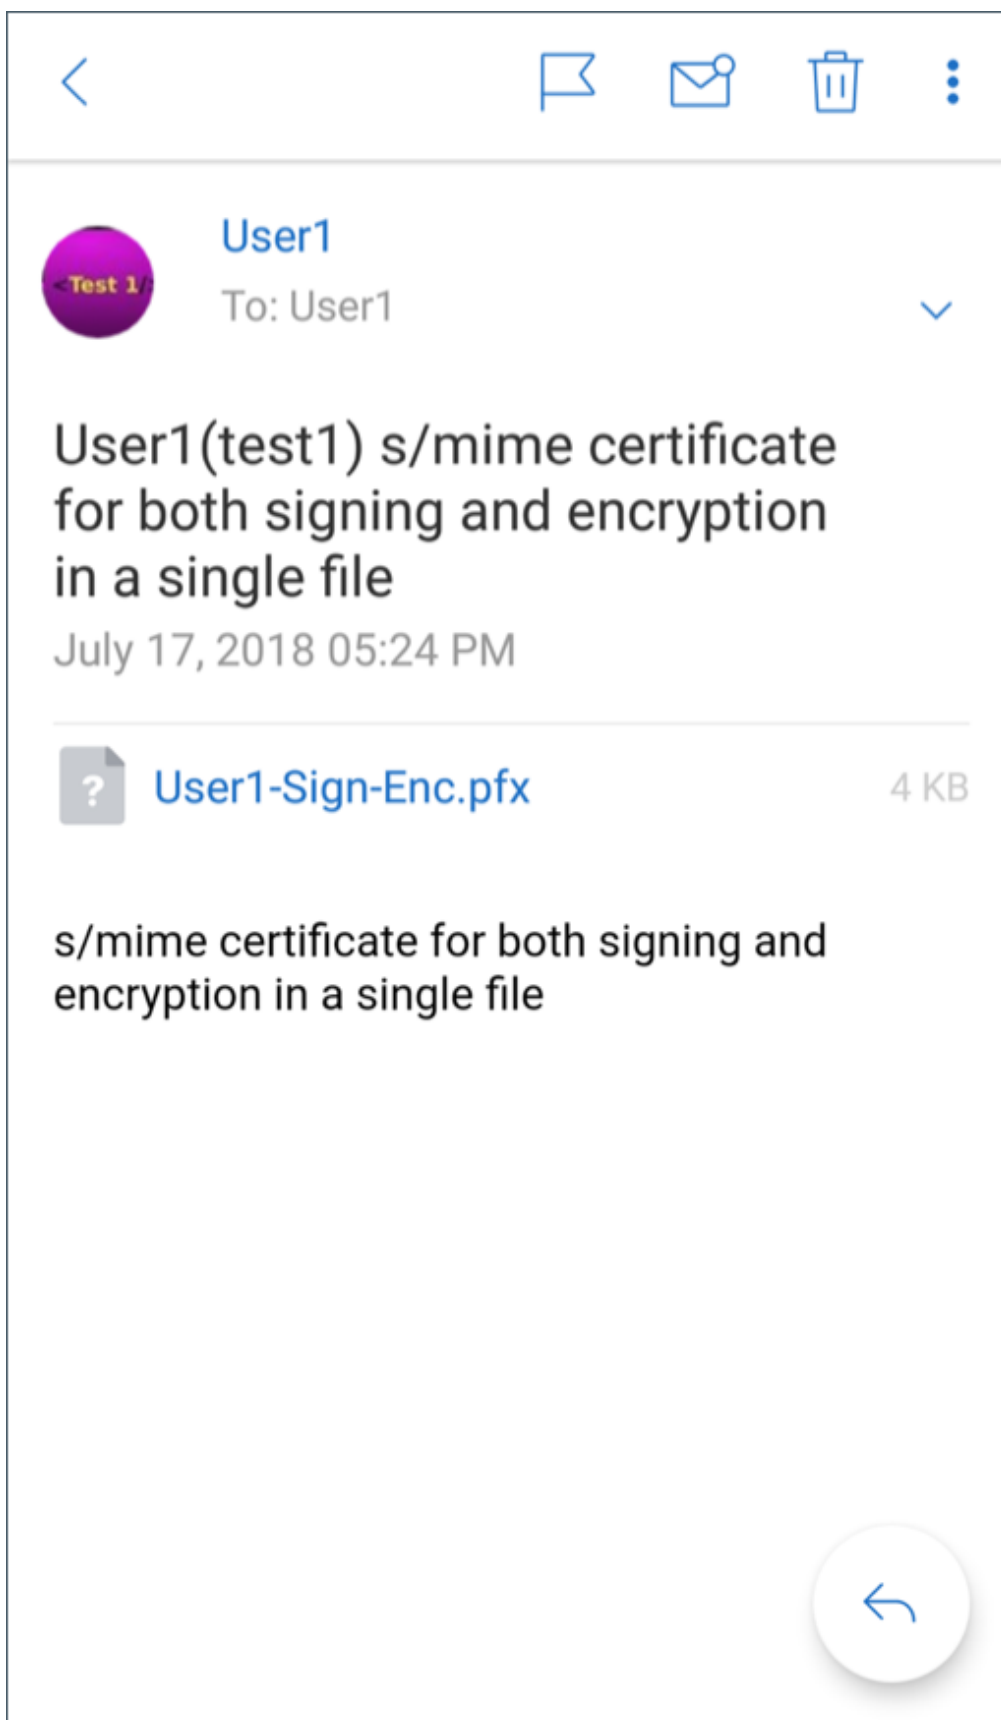 User1
<Test 1/>
To: User1
User1(test1) s/mime certificate
for both signing and encryption
in a single file
July 17, 2018 05:24 PM
?
User1-Sign-Enc.pfx 4 KB
s/mime certificate for both signing and
encryption in a single file